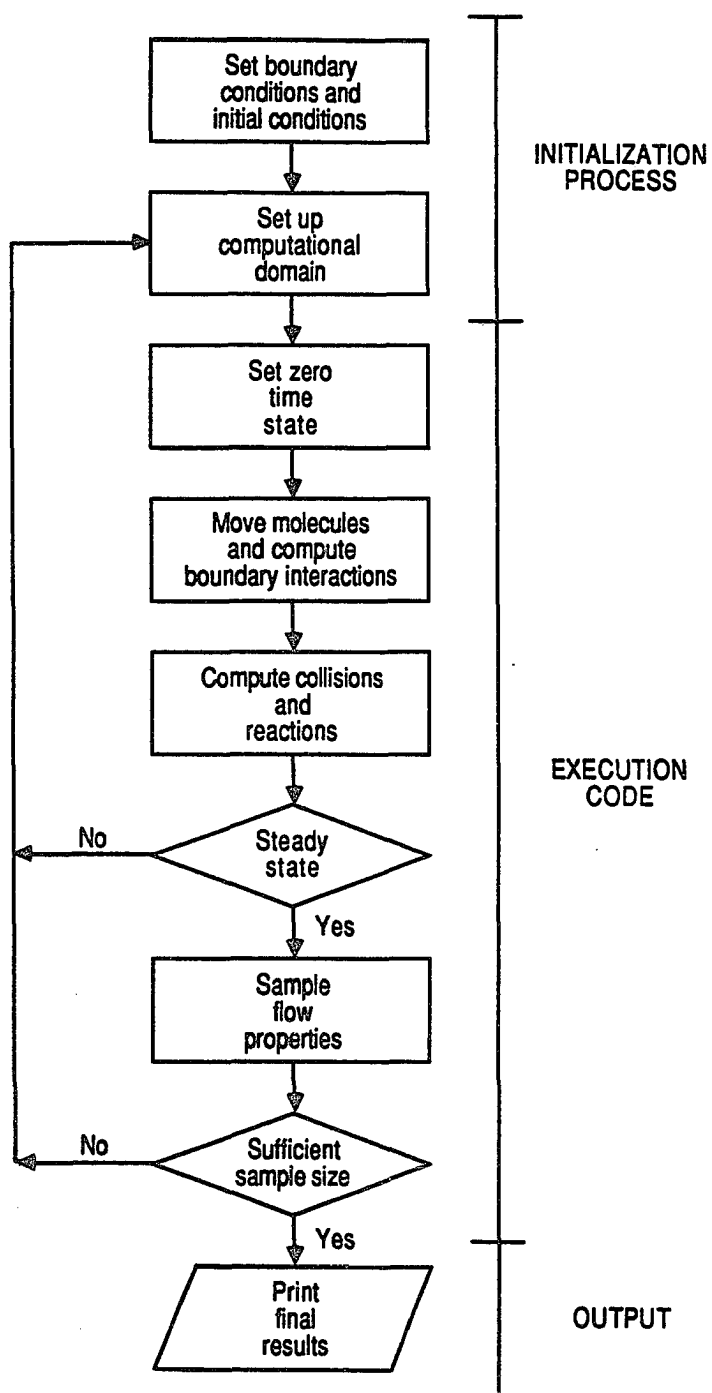 Set boundary
conditions and
initial conditions
INITIALIZATION
PROCESS
Set up
computational
domain
Set zero
time
state
Move molecules
and compute
boundary interactions
Compute collisions
and
reactions
EXECUTION
CODE
No
Steady
state
Yes
Sample
flow
properties
No
Sufficient
sample size
Yes
Print
final
results
OUTPUT